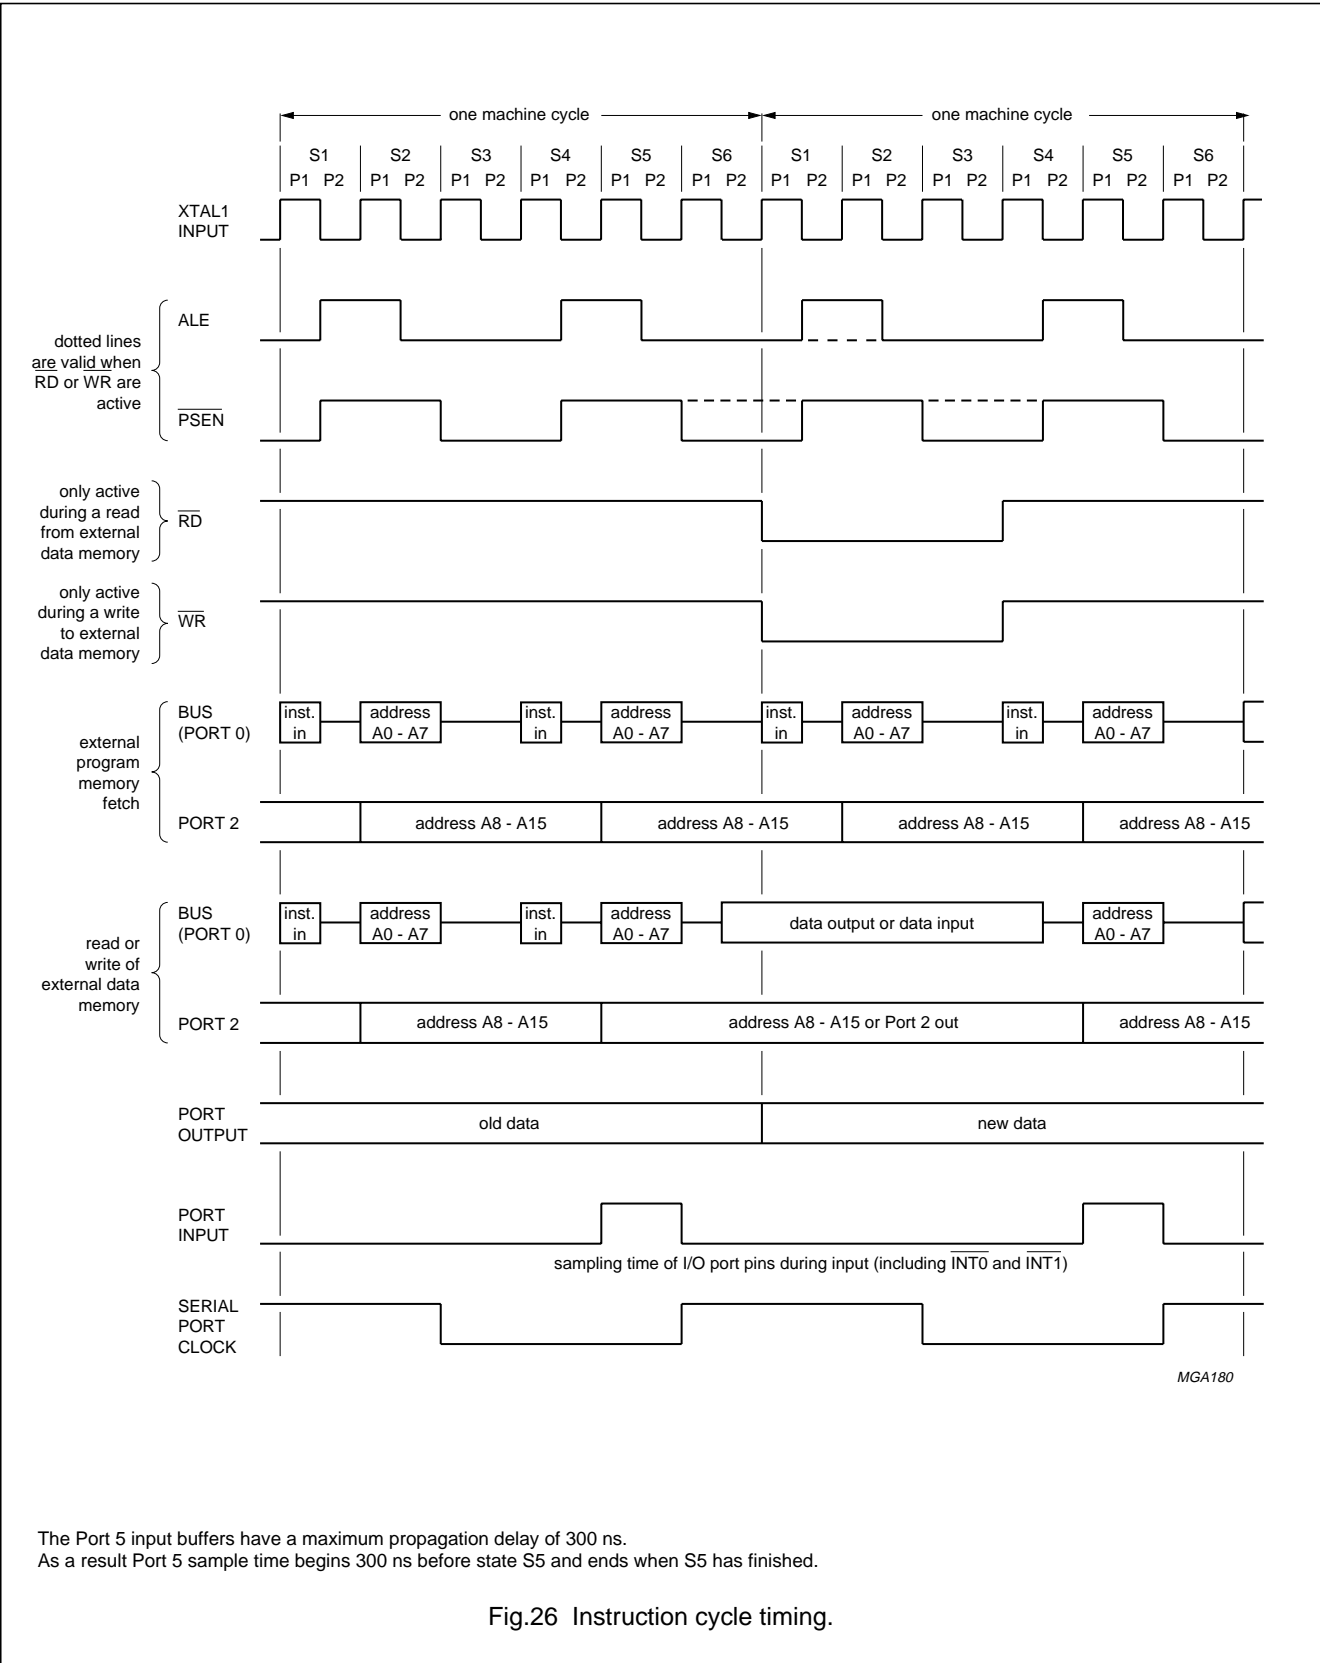 one machine cycle one machine cycle
S1 S2 S3 S4 S5 S6 S1 S2 S3 S4 S5 S6
P1 P2 P1 P2 P1 P2 P1 P2 P1 P2 P1 P2 P1 P2 P1 P2 P1 P2 P1 P2 P1 P2 P1 P2
XTAL1
INPUT
dotted lines
are valid when
RD or WR are
active
ALE
PSEN
only active
during a read
from external
data memory
RD
only active
during a write
to external
data memory
WR
external
program
memory
fetch
BUS
(PORT 0)
inst. address inst. address inst. address inst. address
in A0 - A7 in A0 - A7 in A0 - A7 in A0 - A7
PORT 2
address A8 - A15 address A8 - A15 address A8 - A15 address A8 - A15
read or
write of
external data
memory
BUS
(PORT 0)
inst. address inst. address data output or data input address
in A0 - A7 in A0 - A7 A0 - A7
PORT 2
address A8 - A15 address A8 - A15 or Port 2 out address A8 - A15
PORT
OUTPUT
old data new data
PORT
INPUT
sampling time of I/O port pins during input (including INT0 and INT1)
SERIAL
PORT
CLOCK
MGA180
The Port 5 input buffers have a maximum propagation delay of 300 ns.
As a result Port 5 sample time begins 300 ns before state S5 and ends when S5 has finished.
Fig.26 Instruction cycle timing.